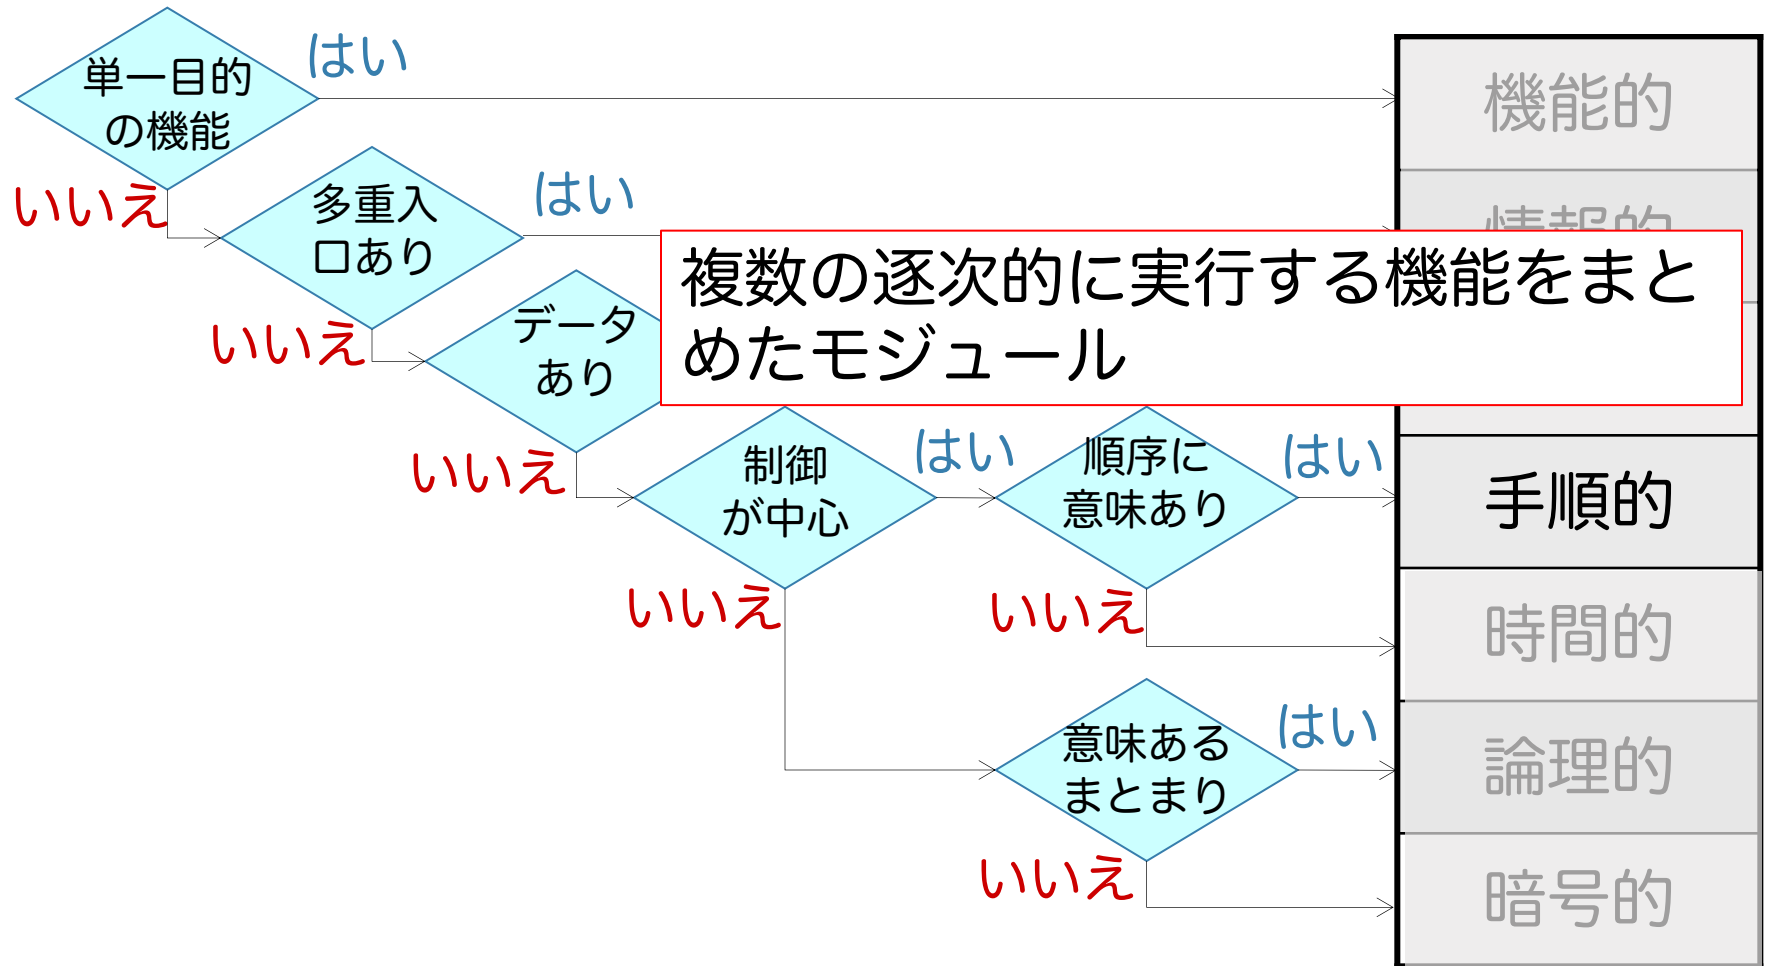 単一目的
の機能
はい
機能的
いいえ
多重入
口あり
はい
情報的
複数の逐次的に実行する機能をまと
めたモジュール
いいえ
データ
あり
いいえ
制御
が中心
はい
順序に
意味あり
はい
手順的
いいえ
いいえ
時間的
意味ある
まとまり
はい
論理的
いいえ
暗号的